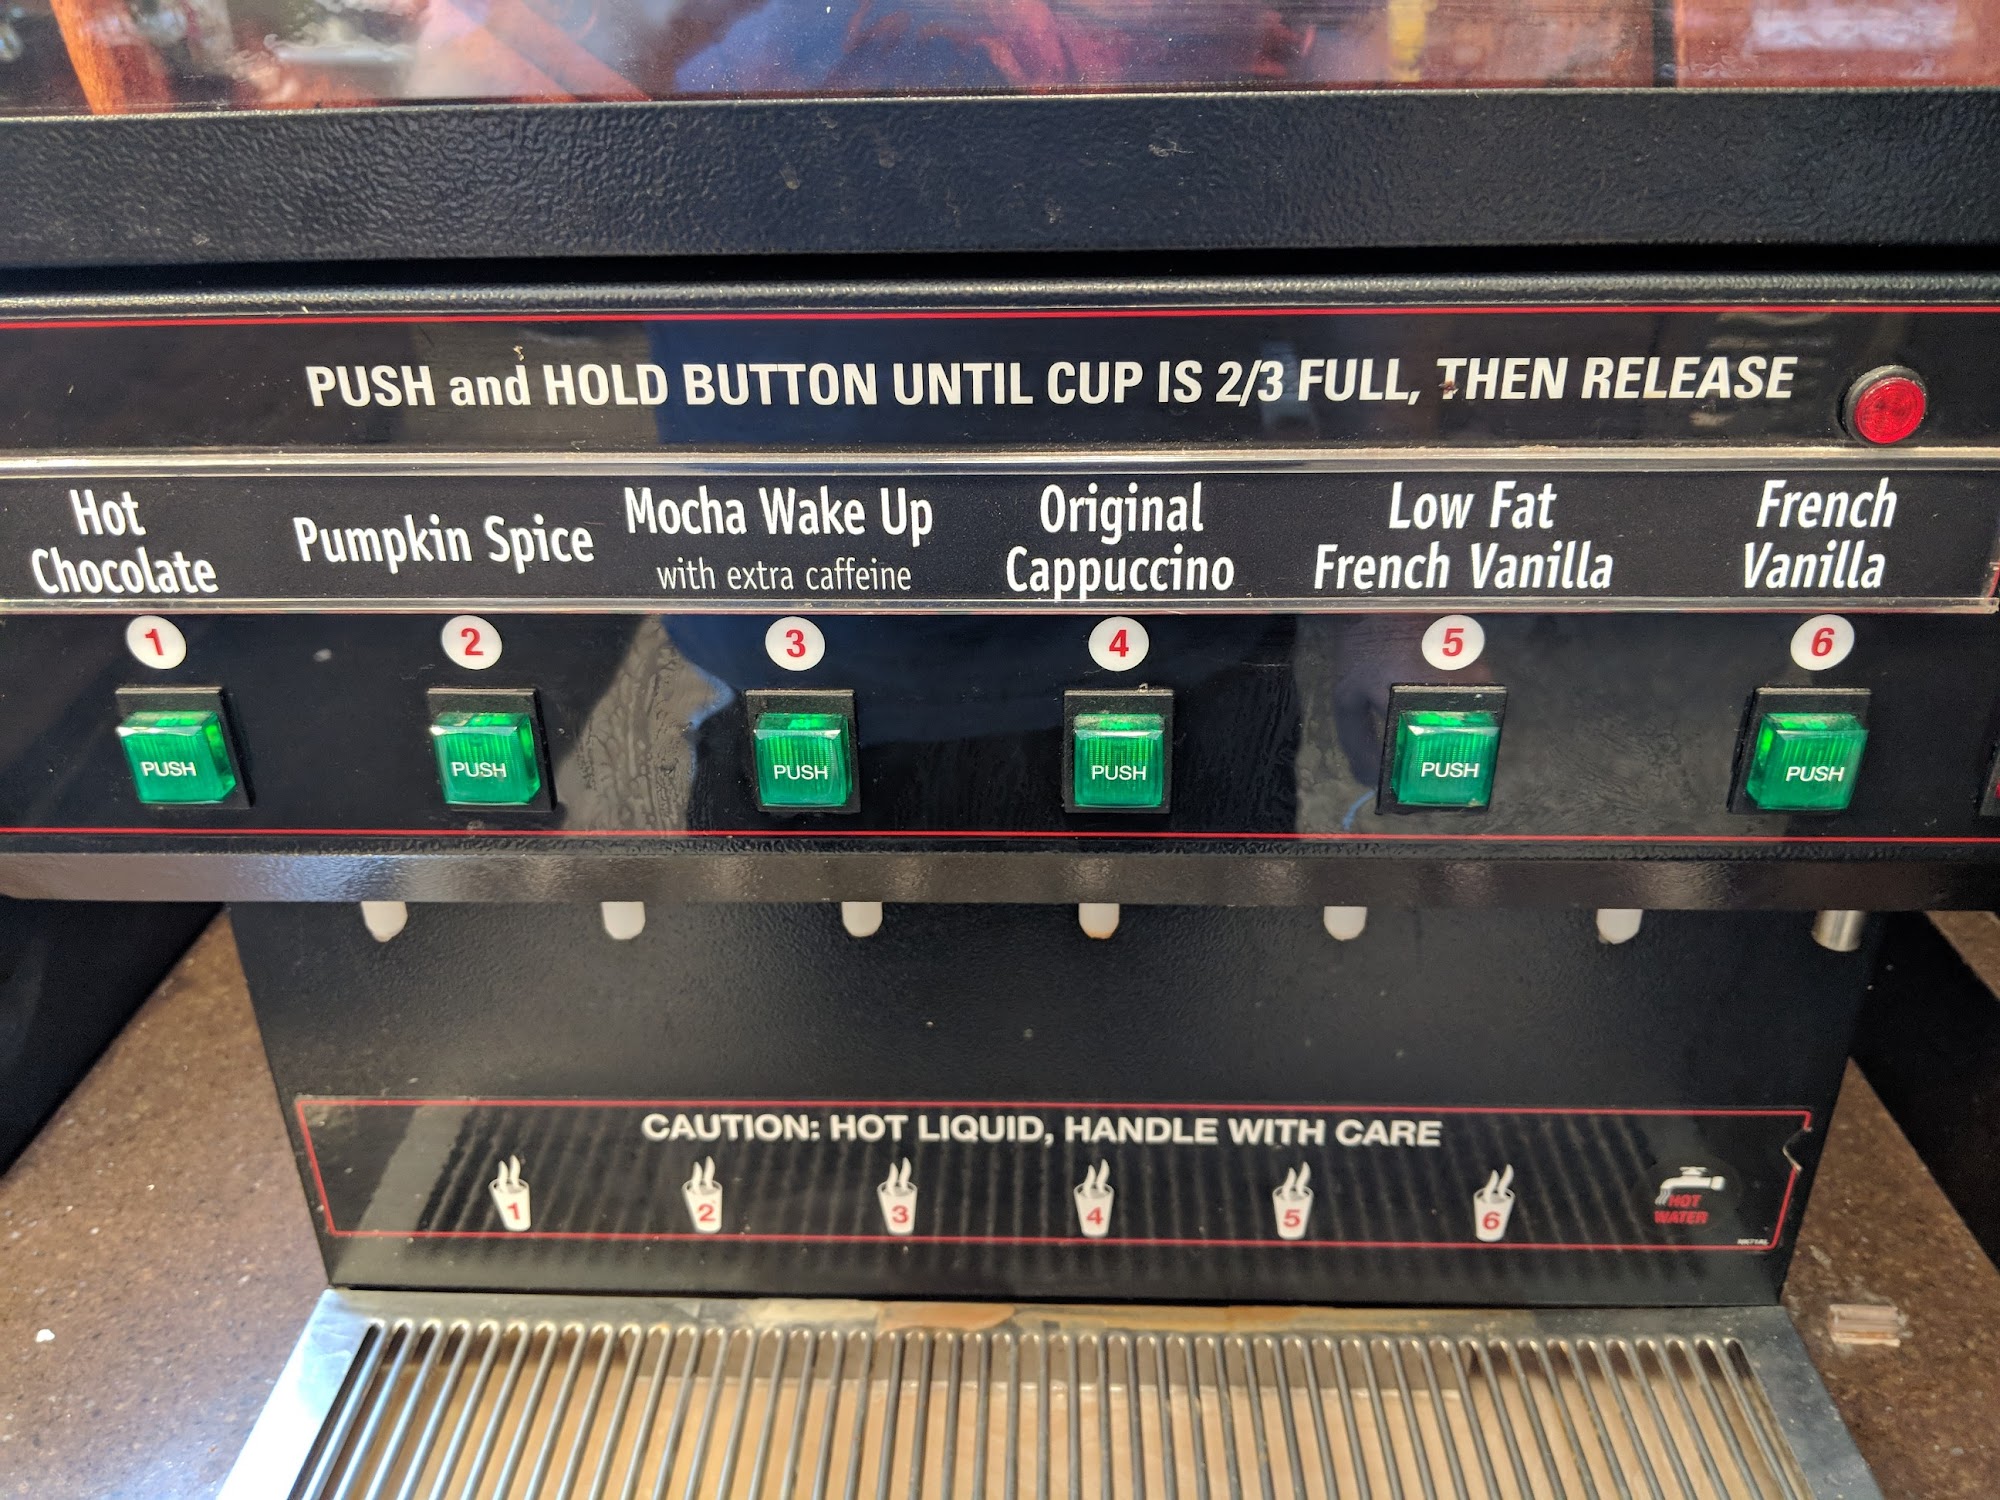 PUSH and HOLD BUTTON UNTIL CUP IS 2/3 FULL, THEN RELEASE
Hot
Chocolate
Pumpkin Spice
Mocha Wake Up
with extra caffeine
Original
Cappuccino
Low Fat
French Vanilla
French
Vanilla
1
2
3
4
5
6
PUSH
PUSH
PUSH
PUSH
PUSH
PUSH
CAUTION: HOT LIQUID, HANDLE WITH CARE
1
2
3
4
5
6
HOT
WATER